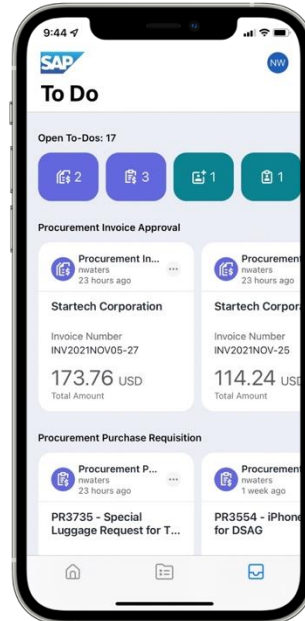 9:44
SAP
NW
To Do
Open To-Dos: 17
2
3
1
1
Procurement Invoice Approval
Procurement In...
nwaters
23 hours ago
Startech Corporation
Invoice Number
INV2021NOV05-27
173.76 USD
Total Amount
Procurement
nwaters
23 hours ago
Startech Corpor
Invoice Number
INV2021NOV-25
114.24 USD
Total Amount
Procurement Purchase Requisition
Procurement P...
nwaters
23 hours ago
PR3735 - Special
Luggage Request for T...
Procurement
nwaters
1 week ago
PR3554 - iPhone
for DSAG